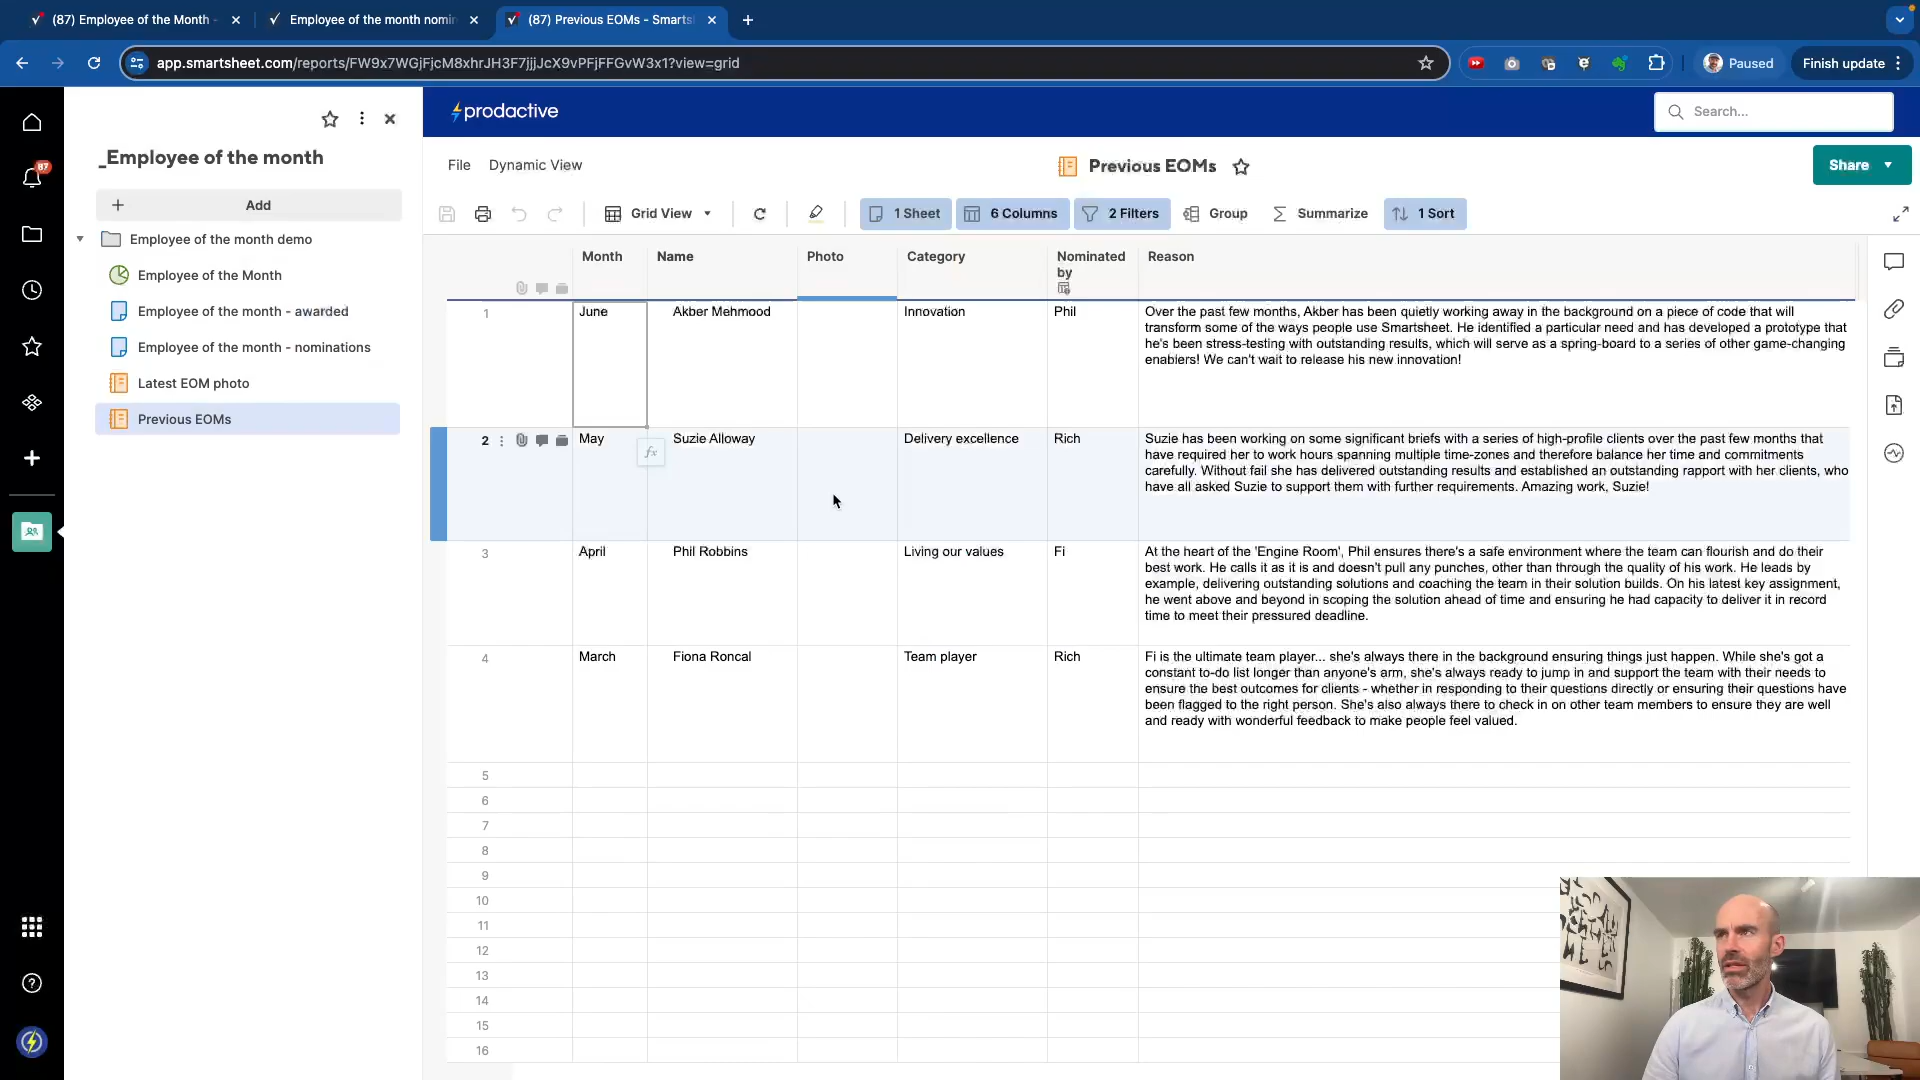 (87) Employee of the Month -
Employee of the month nomin
(87) Previous EOMs - Smarts
app.smartsheet.com/reports/FW9x7WGjFjcM8xhrJH3F7jjjJcX9vPFjFFGvW3x1?view=grid
Paused
Finish update
prodactive
Search...
87
_Employee of the month
Add
Employee of the month demo
Employee of the Month
Employee of the month - awarded
Employee of the month - nominations
Latest EOM photo
Previous EOMs
File Dynamic View
Previous EOMs
Share
Grid View
1 Sheet
6 Columns
2 Filters
Group
Summarize
1 Sort
Month Name Photo Category Nominated by Reason
1 June Akber Mehmood Innovation Phil
Over the past few months, Akber has been quietly working away in the background on a piece of code that will
transform some of the ways people use Smartsheet. He identified a particular need and has developed a prototype that
he's been stress-testing with outstanding results, which will serve as a spring-board to a series of other game-changing
enablers! We can't wait to release his new innovation!
2 May fx Suzie Alloway Delivery excellence Rich
Suzie has been working on some significant briefs with a series of high-profile clients over the past few months that
have required her to work hours spanning multiple time-zones and therefore balance her time and commitments
carefully. Without fail she has delivered outstanding results and established an outstanding rapport with her clients, who
have all asked Suzie to support them with further requirements. Amazing work, Suzie!
3 April Phil Robbins Living our values Fi
At the heart of the 'Engine Room', Phil ensures there's a safe environment where the team can flourish and do their
best work. He calls it as it is and doesn't pull any punches, other than through the quality of his work. He leads by
example, delivering outstanding solutions and coaching the team in their solution builds. On his latest key assignment,
he went above and beyond in scoping the solution ahead of time and ensuring he had capacity to deliver it in record
time to meet their pressured deadline.
4 March Fiona Roncal Team player Rich
Fi is the ultimate team player... she's always there in the background ensuring things just happen. While she's got a
constant to-do list longer than anyone's arm, she's always ready to jump in and support the team with their needs to
ensure the best outcomes for clients - whether in responding to their questions directly or ensuring their questions have
been flagged to the right person. She's also always there to check in on other team members to ensure they are well
and ready with wonderful feedback to make people feel valued.
5
6
7
8
9
10
11
12
13
14
15
16